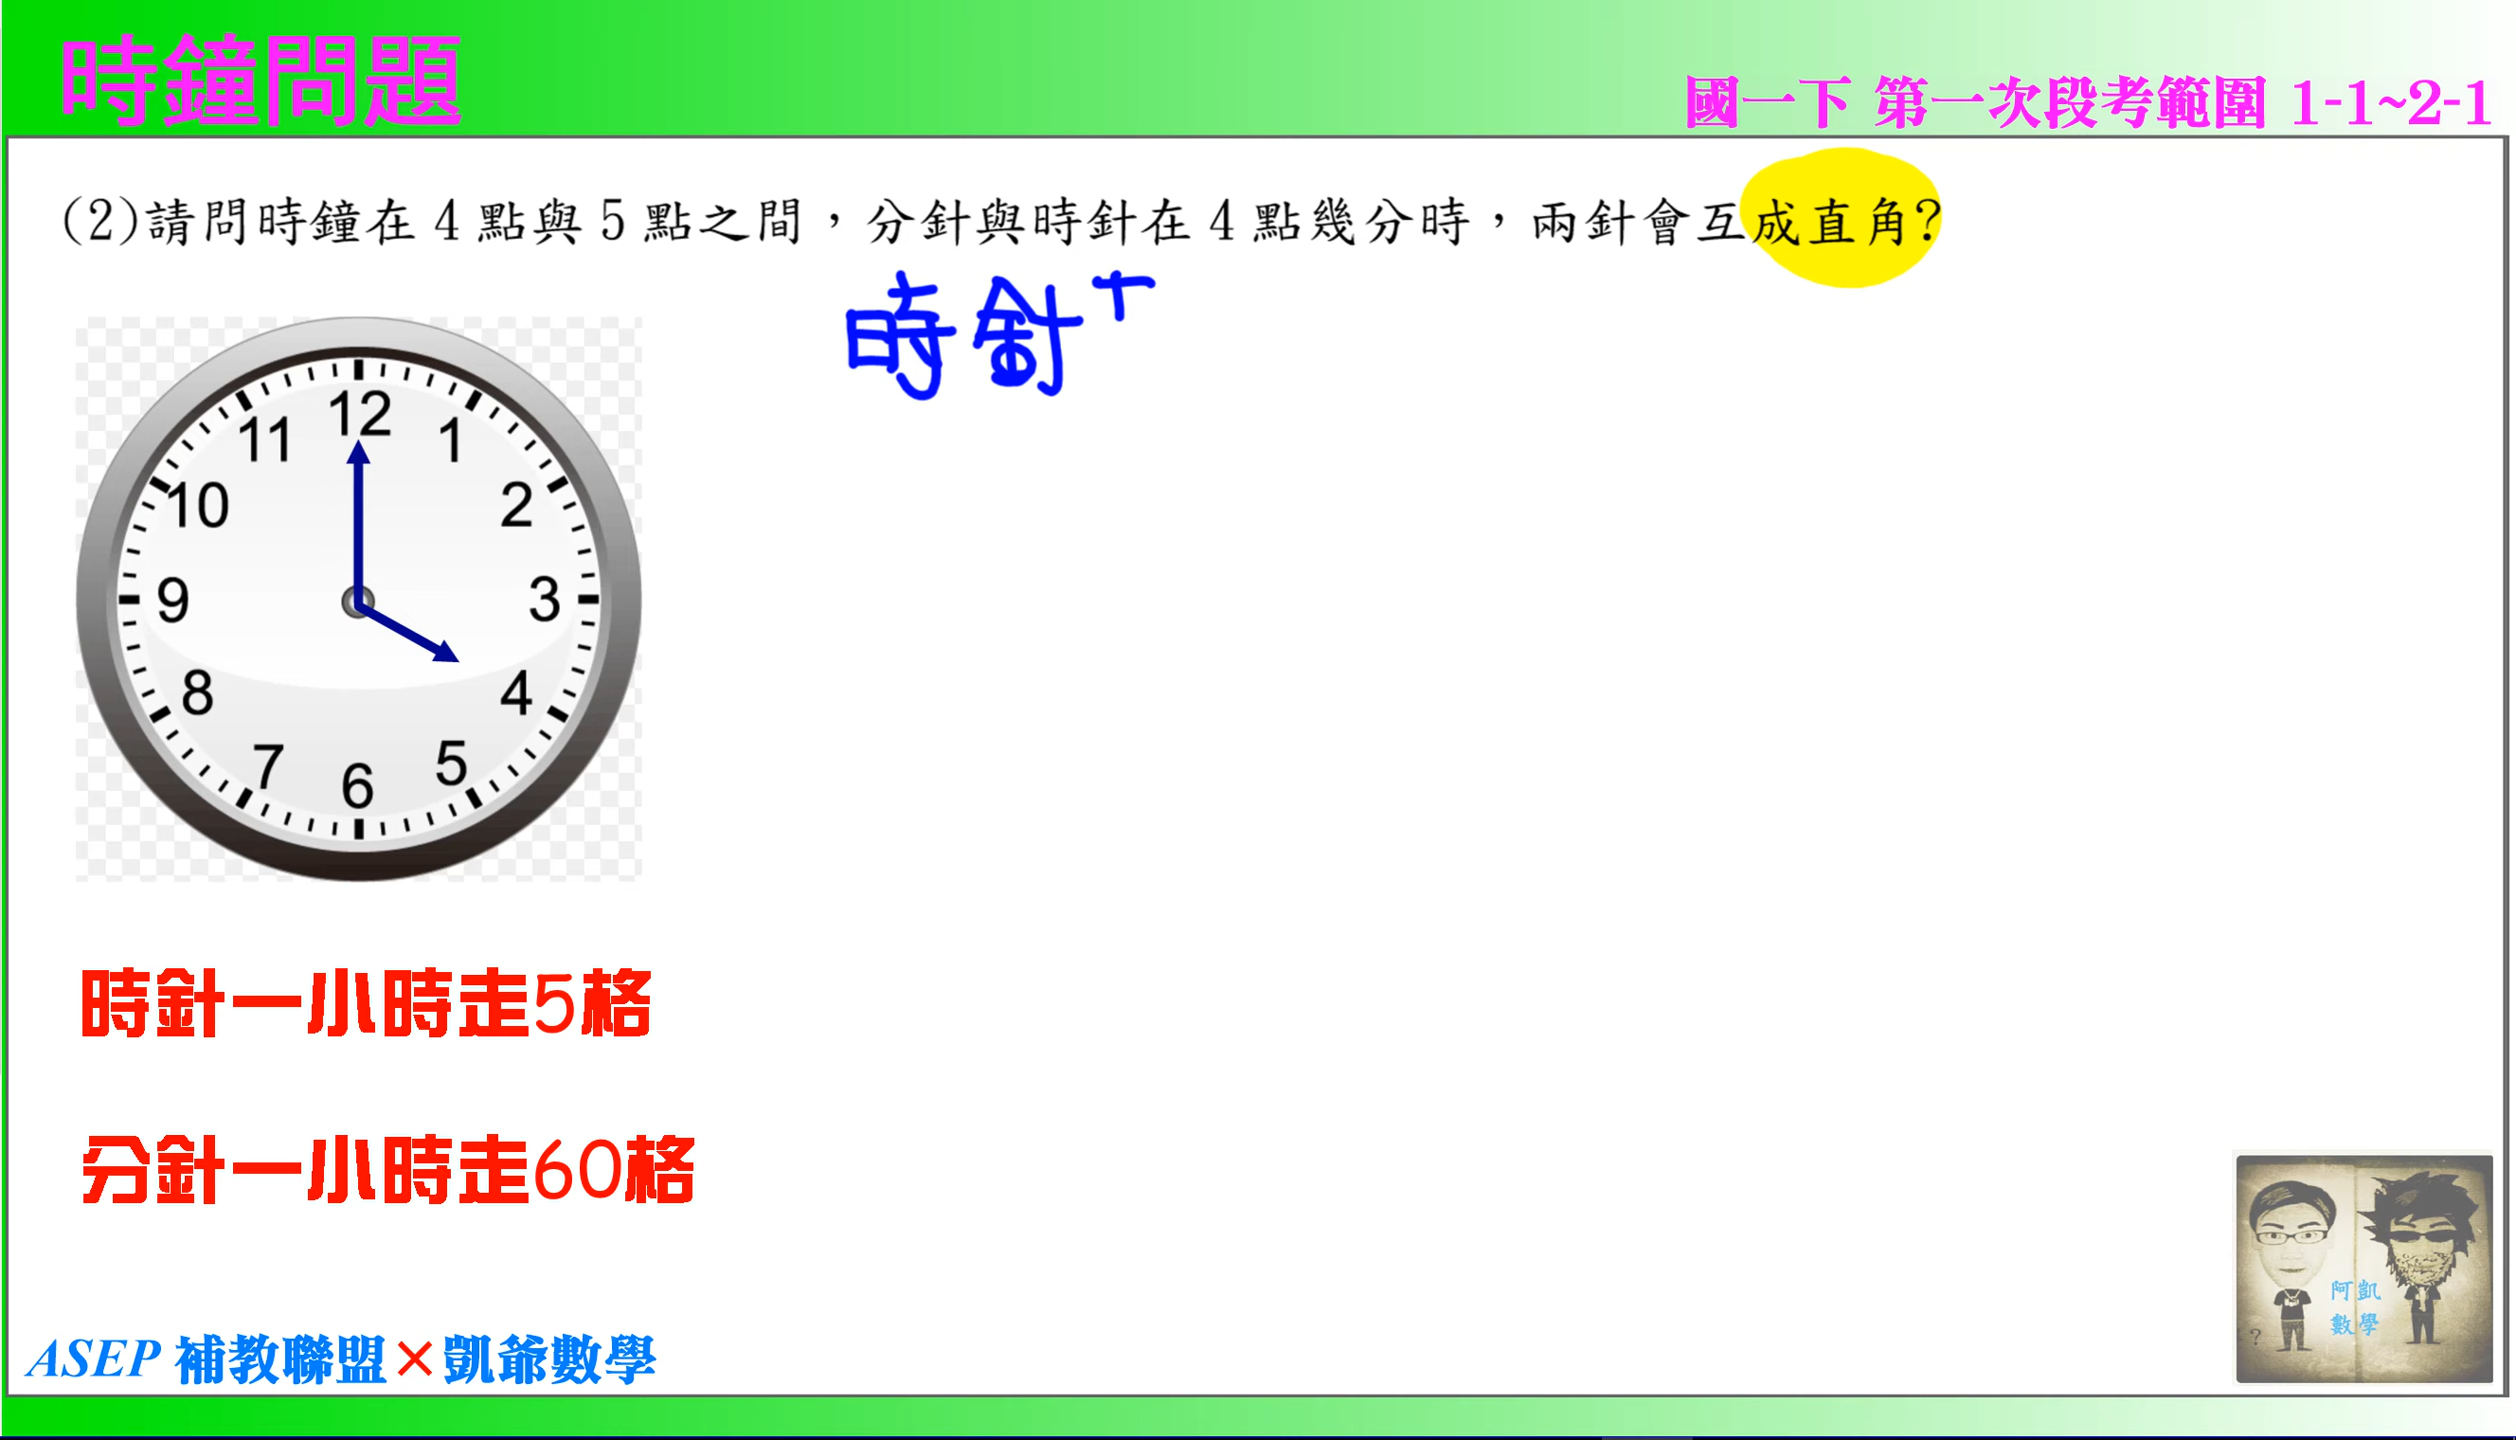 時鐘問題
國一下 第一次段考範圍 1-1~2-1
(2)請問時鐘在4點與5點之間，分針與時針在4點幾分時，兩針會互成直角?
時針
12
11 1
10 2
9 3
8 4
7 5
6
時針一小時走5格
分針一小時走60格
ASEP 補教聯盟×凱爺數學
阿凱
數學
?